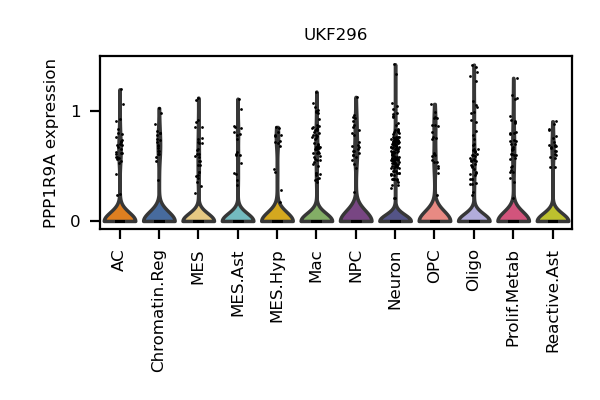 UKF296
PPP1R9A expression
1
0
AC
Chromatin.Reg
MES
MES.Ast
MES.Hyp
Mac
NPC
Neuron
OPC
Oligo
Prolif.Metab
Reactive.Ast